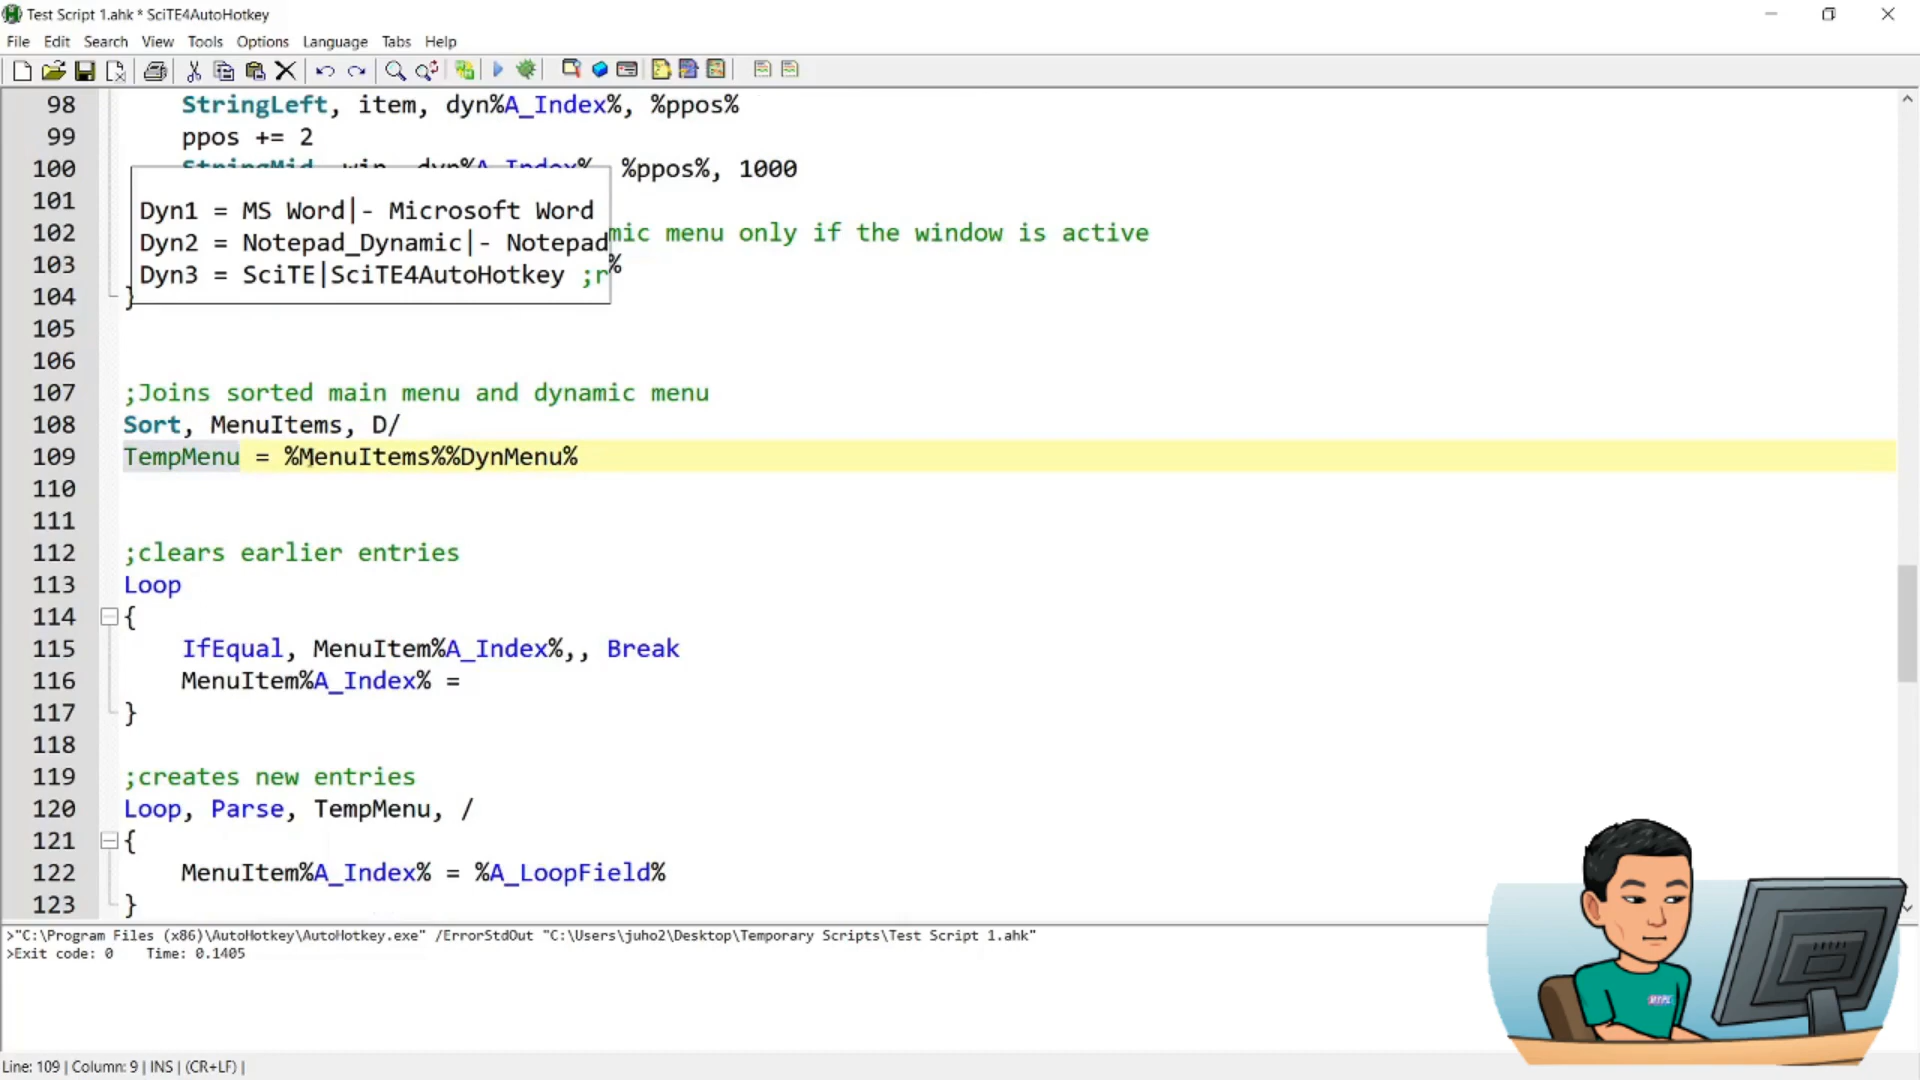 Test Script 1.ahk * SciTE4AutoHotkey
File Edit Search View Tools Options Language Tabs Help
98 StringLeft, item, dyn%A_Index%, %ppos%
99 ppos += 2
100 StringMid, win, dyn%A_Index%, %ppos%, 1000
101
Dyn1 = MS Word|- Microsoft Word
102 mic menu only if the window is active
Dyn2 = Notepad_Dynamic|- Notepad
103 %
Dyn3 = SciTE|SciTE4AutoHotkey ;r
104 }
105
106
107 ;Joins sorted main menu and dynamic menu
108 Sort, MenuItems, D/
109 TempMenu = %MenuItems%%DynMenu%
110
111
112 ;clears earlier entries
113 Loop
114 {
115 IfEqual, MenuItem%A_Index%,, Break
116 MenuItem%A_Index% =
117 }
118
119 ;creates new entries
120 Loop, Parse, TempMenu, /
121 {
122 MenuItem%A_Index% = %A_LoopField%
123 }
>"C:\Program Files (x86)\AutoHotkey\AutoHotkey.exe" /ErrorStdOut "C:\Users\juho2\Desktop\Temporary Scripts\Test Script 1.ahk"
>Exit code: 0 Time: 0.1405
Line: 109 | Column: 9 | INS | (CR+LF) |